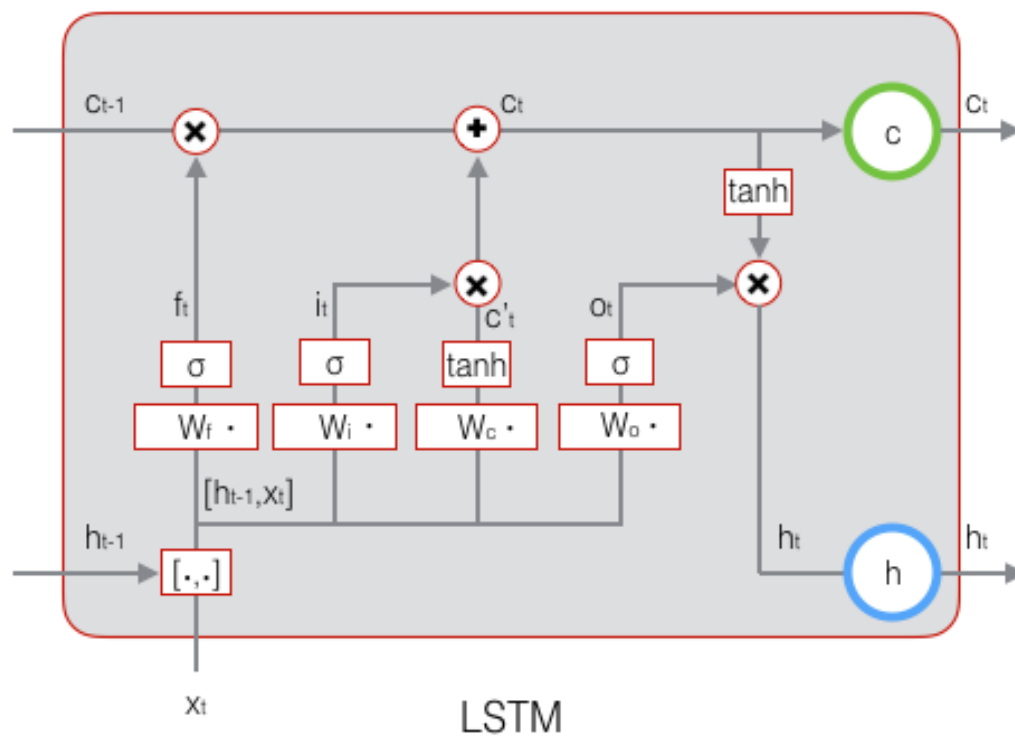 Ct-1 Ct Ct
× + c
tanh
ft it × c't ot ×
σ σ tanh σ
Wf · Wi · Wc · Wo ·
[ht-1,xt]
ht-1 ht ht
[·,·] h
xt
LSTM